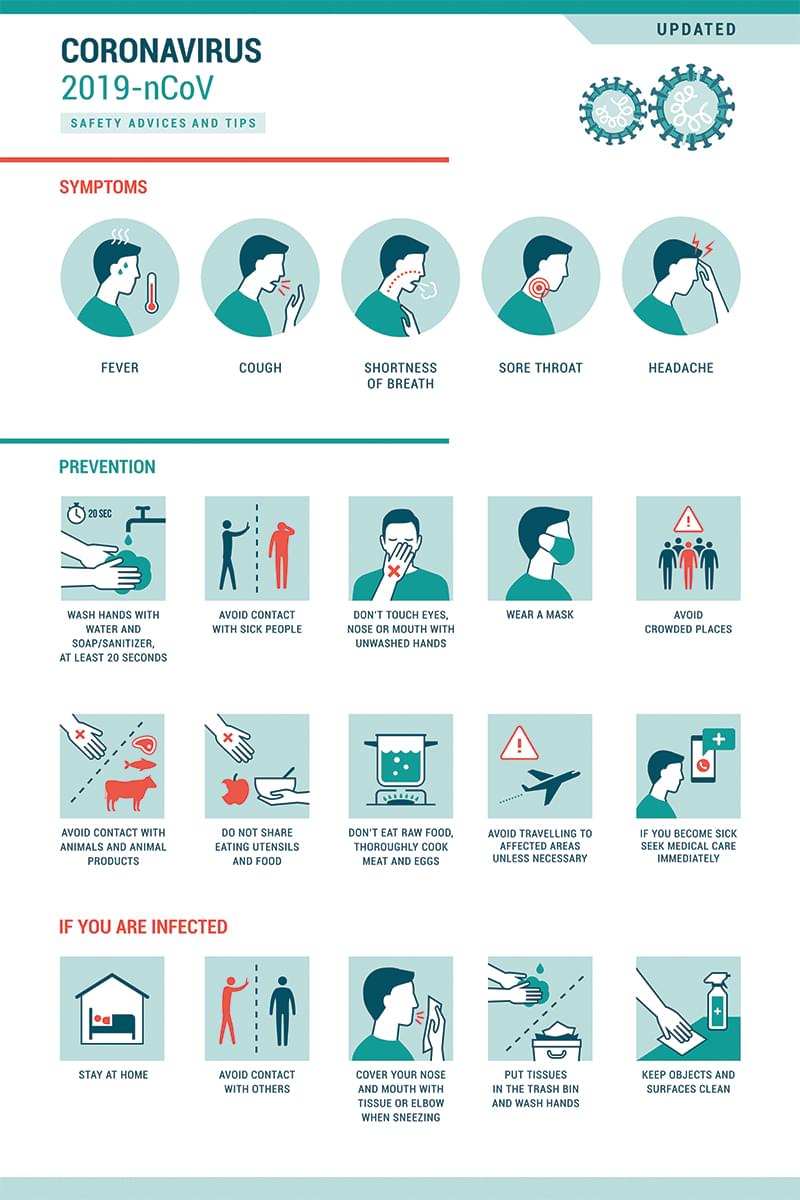 UPDATED
CORONAVIRUS
2019-nCoV
SAFETY ADVICES AND TIPS
SYMPTOMS
FEVER
COUGH
SHORTNESS
OF BREATH
SORE THROAT
HEADACHE
PREVENTION
20 SEC
WASH HANDS WITH
WATER AND
SOAP/SANITIZER,
AT LEAST 20 SECONDS
AVOID CONTACT
WITH SICK PEOPLE
DON'T TOUCH EYES,
NOSE OR MOUTH WITH
UNWASHED HANDS
WEAR A MASK
AVOID
CROWDED PLACES
AVOID CONTACT WITH
ANIMALS AND ANIMAL
PRODUCTS
DO NOT SHARE
EATING UTENSILS
AND FOOD
DON'T EAT RAW FOOD,
THOROUGHLY COOK
MEAT AND EGGS
AVOID TRAVELLING TO
AFFECTED AREAS
UNLESS NECESSARY
IF YOU BECOME SICK
SEEK MEDICAL CARE
IMMEDIATELY
IF YOU ARE INFECTED
STAY AT HOME
AVOID CONTACT
WITH OTHERS
COVER YOUR NOSE
AND MOUTH WITH
TISSUE OR ELBOW
WHEN SNEEZING
PUT TISSUES
IN THE TRASH BIN
AND WASH HANDS
KEEP OBJECTS AND
SURFACES CLEAN